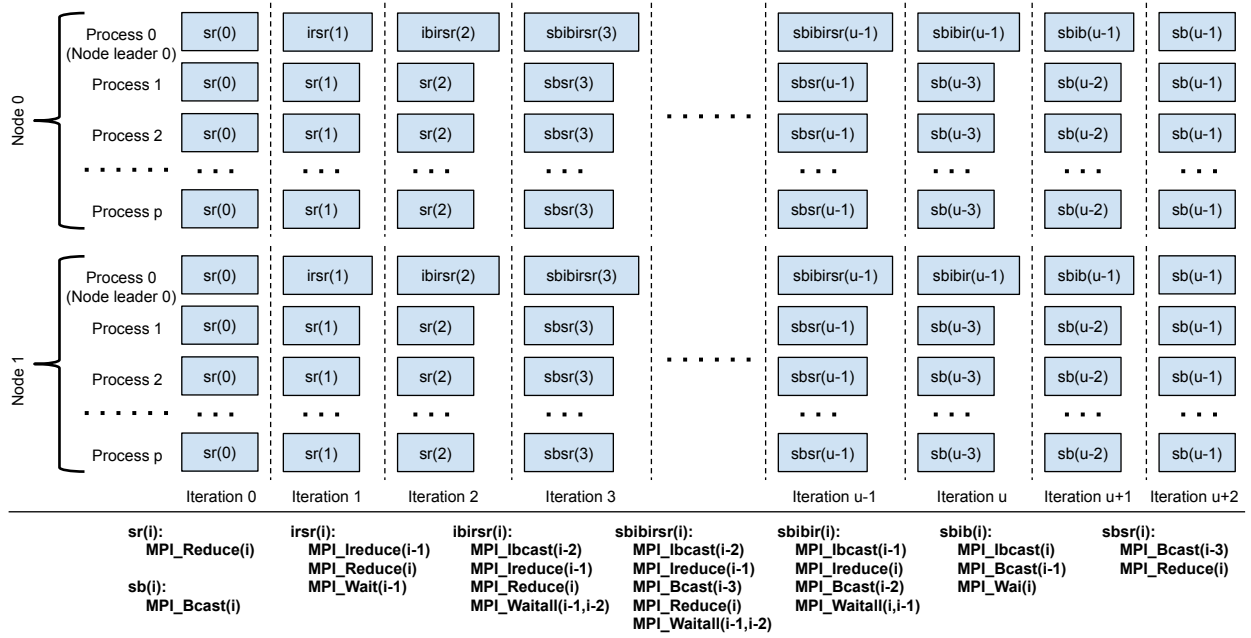 Node 0
Process 0 sr(0) irsr(1) ibirsr(2) sbibirsr(3) sbibirsr(u-1) sbibir(u-1) sbib(u-1) sb(u-1)
(Node leader 0)
Process 1 sr(0) sr(1) sr(2) sbsr(3) sbsr(u-1) sb(u-3) sb(u-2) sb(u-1)
Process 2 sr(0) sr(1) sr(2) sbsr(3) sbsr(u-1) sb(u-3) sb(u-2) sb(u-1)
Process p sr(0) sr(1) sr(2) sbsr(3) sbsr(u-1) sb(u-3) sb(u-2) sb(u-1)
Node 1
Process 0 sr(0) irsr(1) ibirsr(2) sbibirsr(3) sbibirsr(u-1) sbibir(u-1) sbib(u-1) sb(u-1)
(Node leader 0)
Process 1 sr(0) sr(1) sr(2) sbsr(3) sbsr(u-1) sb(u-3) sb(u-2) sb(u-1)
Process 2 sr(0) sr(1) sr(2) sbsr(3) sbsr(u-1) sb(u-3) sb(u-2) sb(u-1)
Process p sr(0) sr(1) sr(2) sbsr(3) sbsr(u-1) sb(u-3) sb(u-2) sb(u-1)
Iteration 0 Iteration 1 Iteration 2 Iteration 3 Iteration u-1 Iteration u Iteration u+1 Iteration u+2
sr(i):
MPI_Reduce(i)
sb(i):
MPI_Bcast(i)
irsr(i):
MPI_Ireduce(i-1)
MPI_Reduce(i)
MPI_Wait(i-1)
ibirsr(i):
MPI_Ibcast(i-2)
MPI_Ireduce(i-1)
MPI_Reduce(i)
MPI_Waitall(i-1,i-2)
sbibirsr(i):
MPI_Ibcast(i-2)
MPI_Ireduce(i-1)
MPI_Bcast(i-3)
MPI_Reduce(i)
MPI_Waitall(i-1,i-2)
sbibir(i):
MPI_Ibcast(i-1)
MPI_Ireduce(i)
MPI_Bcast(i-2)
MPI_Waitall(i,i-1)
sbib(i):
MPI_Ibcast(i)
MPI_Bcast(i-1)
MPI_Wai(i)
sbsr(i):
MPI_Bcast(i-3)
MPI_Reduce(i)